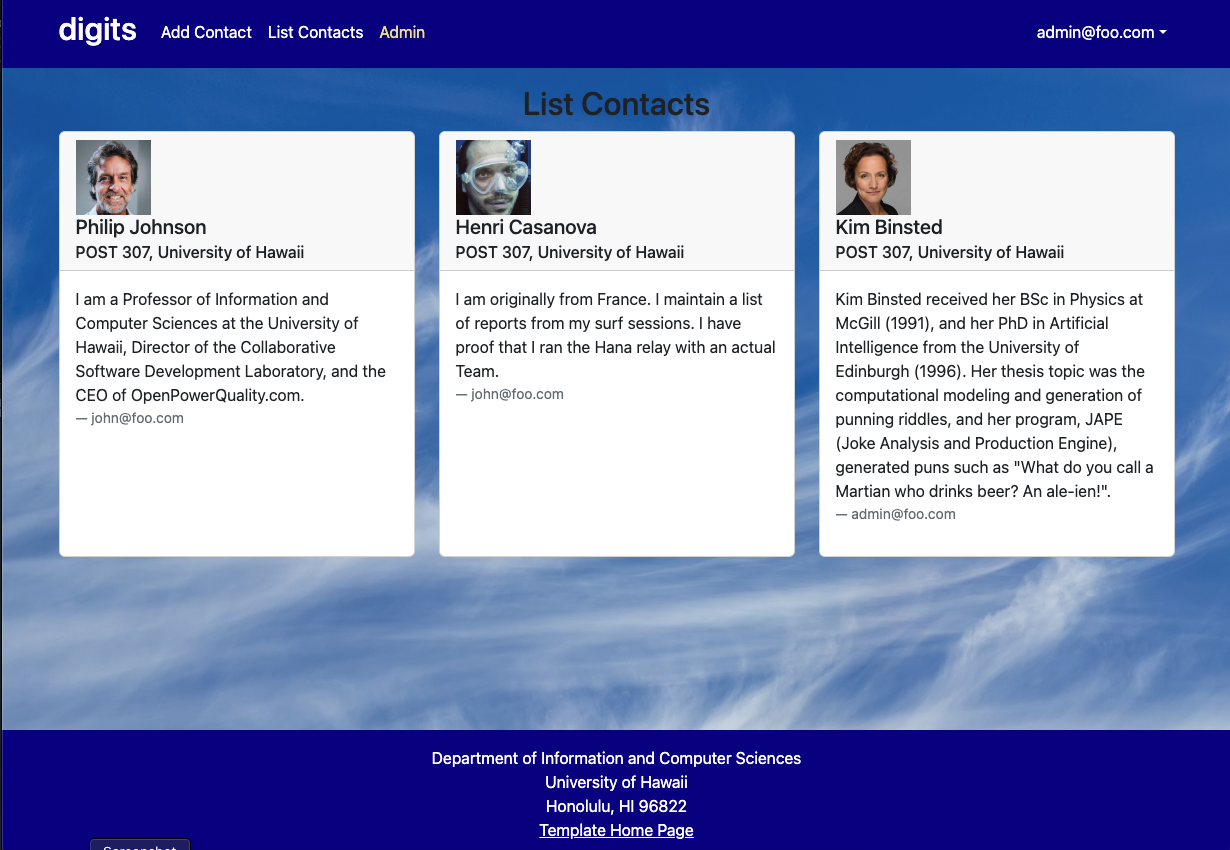 digits Add Contact List Contacts Admin admin@foo.com
List Contacts
Philip Johnson
POST 307, University of Hawaii
I am a Professor of Information and
Computer Sciences at the University of
Hawaii, Director of the Collaborative
Software Development Laboratory, and the
CEO of OpenPowerQuality.com.
— john@foo.com
Henri Casanova
POST 307, University of Hawaii
I am originally from France. I maintain a list
of reports from my surf sessions. I have
proof that I ran the Hana relay with an actual
Team.
— john@foo.com
Kim Binsted
POST 307, University of Hawaii
Kim Binsted received her BSc in Physics at
McGill (1991), and her PhD in Artificial
Intelligence from the University of
Edinburgh (1996). Her thesis topic was the
computational modeling and generation of
punning riddles, and her program, JAPE
(Joke Analysis and Production Engine),
generated puns such as "What do you call a
Martian who drinks beer? An ale-ien!".
— admin@foo.com
Department of Information and Computer Sciences
University of Hawaii
Honolulu, HI 96822
Template Home Page
Screenshot